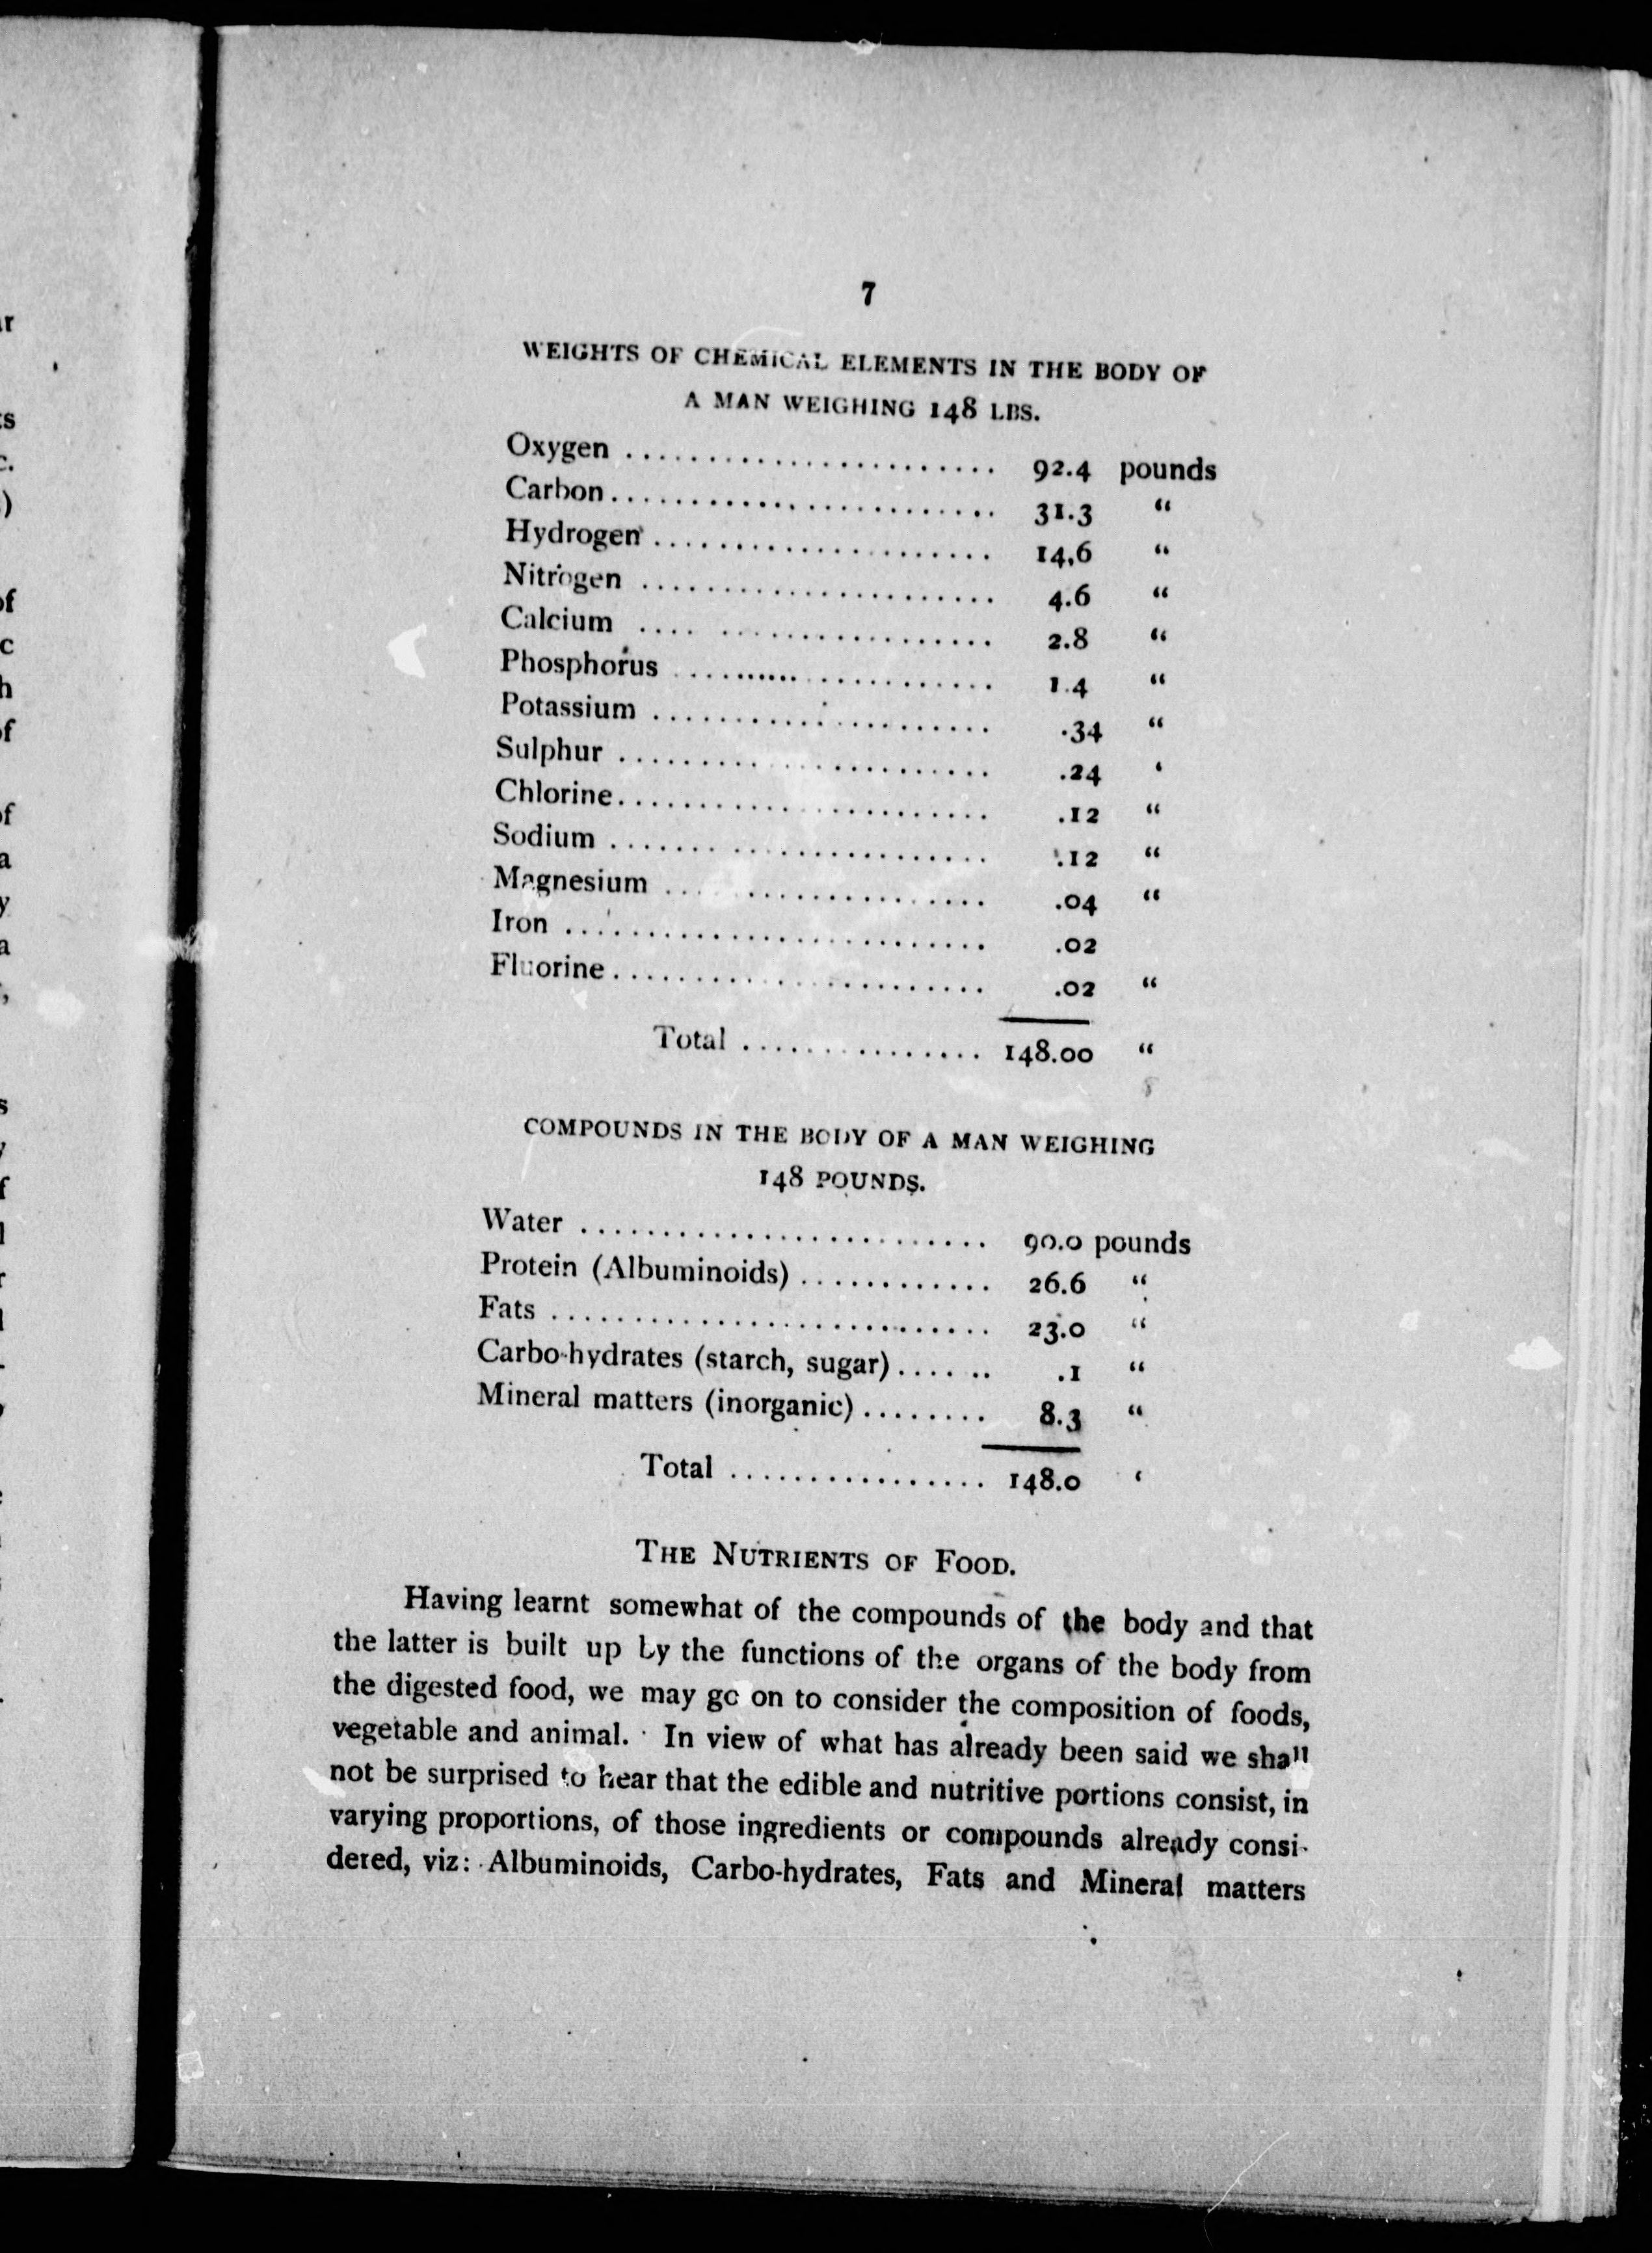 7
WEIGHTS OF CHEMICAL ELEMENTS IN THE BODY OF
A MAN WEIGHING 148 LBS.
Oxygen ........................ 92.4 pounds
Carbon ........................ 31.3 “
Hydrogen ...................... 14,6 “
Nitrogen ...................... 4.6 “
Calcium ....................... 2.8 “
Phosphorus .................... 1.4 “
Potassium ..................... .34 “
Sulphur ....................... .24 ‘
Chlorine ...................... .12 “
Sodium ........................ .12 “
Magnesium ..................... .04 “
Iron .......................... .02
Fluorine ...................... .02 “
Total ............... 148.00 “
COMPOUNDS IN THE BODY OF A MAN WEIGHING
148 POUNDS.
Water ......................... 90.0 pounds
Protein (Albuminoids) ............ 26.6 “
Fats ........................... 23.0 “
Carbo-hydrates (starch, sugar) ...... .1 “
Mineral matters (inorganic) ........ 8.3 “
Total ................ 148.0 ‘
THE NUTRIENTS OF FOOD.
Having learnt somewhat of the compounds of the body and that
the latter is built up by the functions of the organs of the body from
the digested food, we may go on to consider the composition of foods,
vegetable and animal. In view of what has already been said we shall
not be surprised to hear that the edible and nutritive portions consist, in
varying proportions, of those ingredients or compounds already consi-
dered, viz: Albuminoids, Carbo-hydrates, Fats and Mineral matters